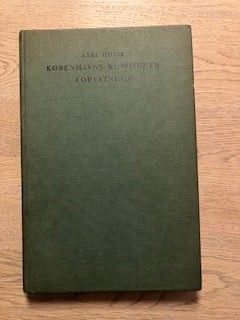 AXEL HOLM
KØBENHAVNS KOMMUNES
FORFATNING